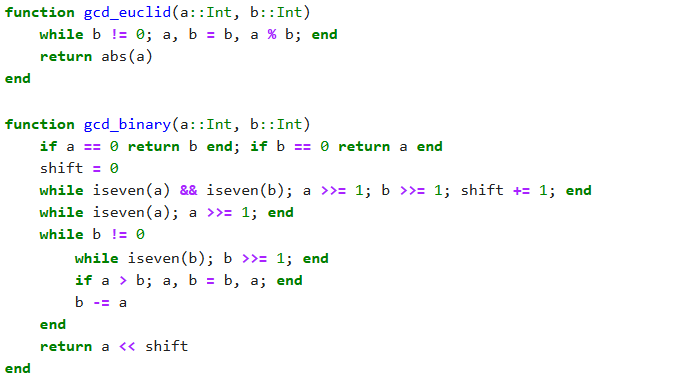 function gcd_euclid(a::Int, b::Int)
    while b != 0; a, b = b, a % b; end
    return abs(a)
end

function gcd_binary(a::Int, b::Int)
    if a == 0 return b end; if b == 0 return a end
    shift = 0
    while iseven(a) && iseven(b); a >>= 1; b >>= 1; shift += 1; end
    while iseven(a); a >>= 1; end
    while b != 0
        while iseven(b); b >>= 1; end
        if a > b; a, b = b, a; end
        b -= a
    end
    return a << shift
end